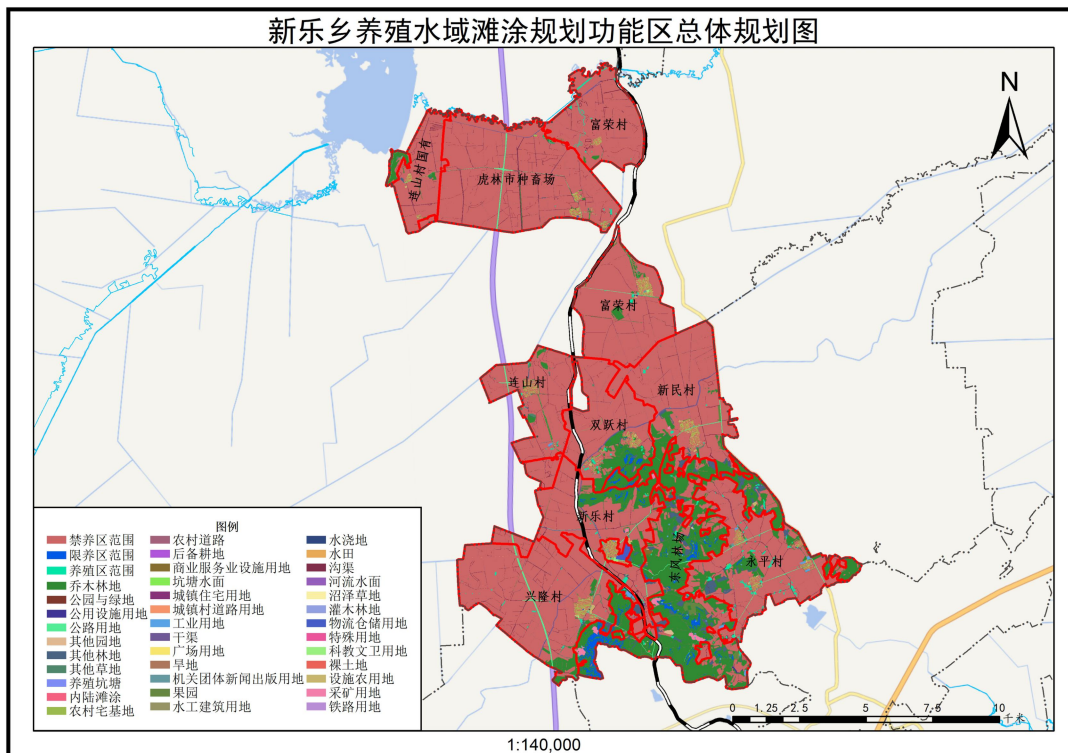 新乐乡养殖水域滩涂规划功能区总体规划图
N
富荣村
连山村国有
虎林市种畜场
富荣村
连山村
新民村
双跃村
新乐村
东风林场
永平村
兴隆村
图例
禁养区范围
限养区范围
养殖区范围
乔木林地
公园与绿地
公用设施用地
公路用地
其他园地
其他林地
其他草地
养殖坑塘
内陆滩涂
农村宅基地
农村道路
后备耕地
商业服务业设施用地
坑塘水面
城镇住宅用地
城镇村道路用地
工业用地
干渠
广场用地
旱地
机关团体新闻出版用地
果园
水工建筑用地
水浇地
水田
沟渠
河流水面
沼泽草地
灌木林地
物流仓储用地
特殊用地
科教文卫用地
裸土地
设施农用地
采矿用地
铁路用地
0 1.25 2.5 5 7.5 10
千米
1:140,000